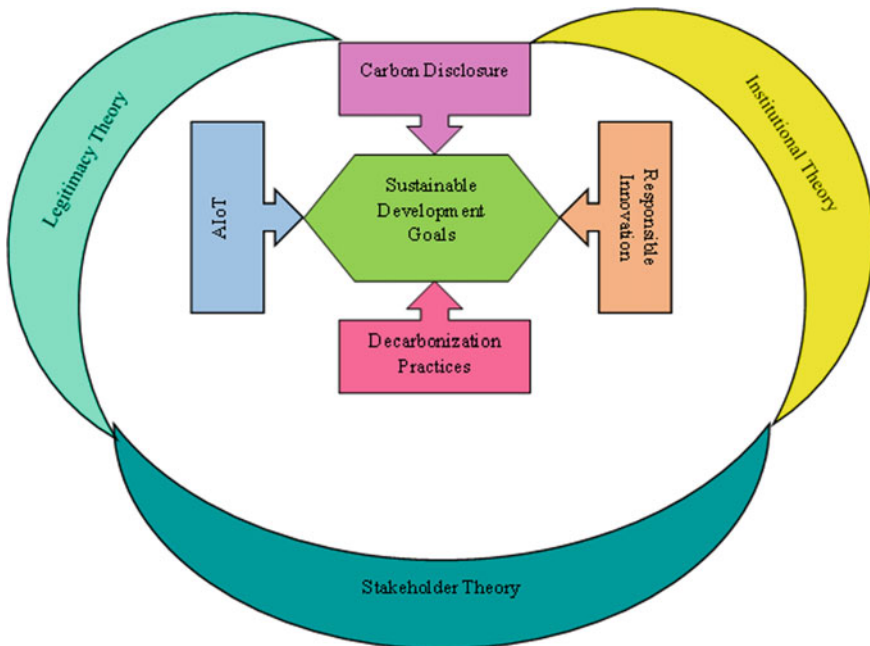 Carbon Disclosure
Legitimacy Theory
Institutional Theory
AIoT
Sustainable
Development
Goals
Responsible
Innovation
Decarbonization
Practices
Stakeholder Theory